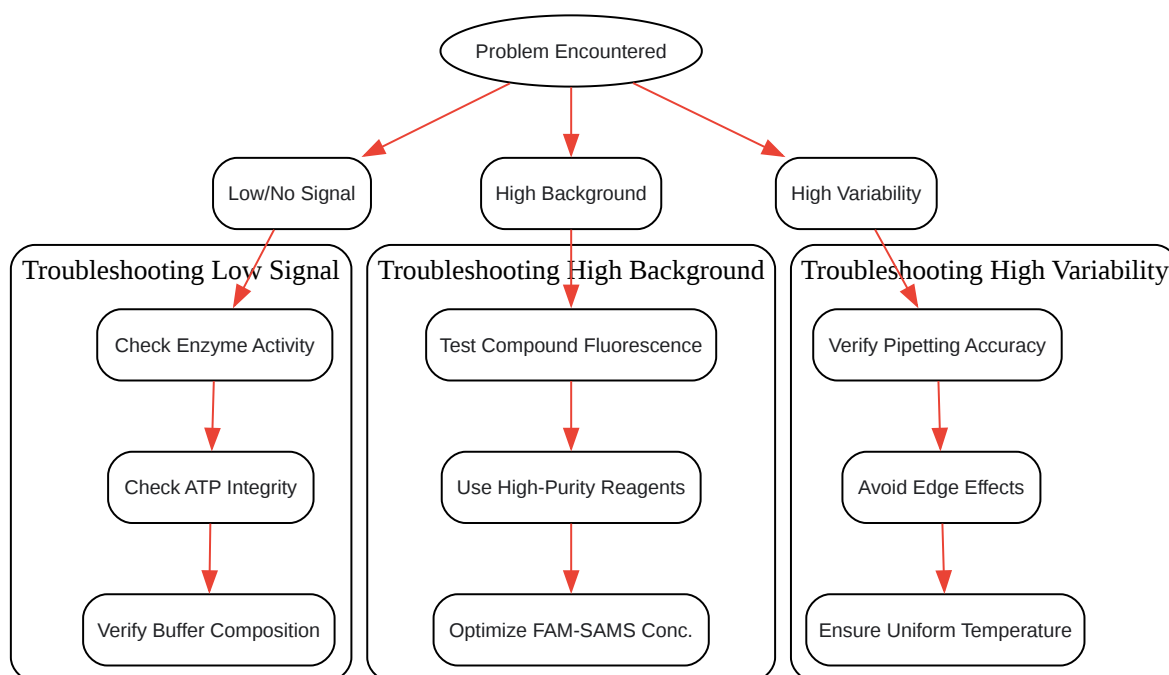 Problem Encountered
Low/No Signal
High Background
High Variability
Troubleshooting Low Signal
Troubleshooting High Background
Troubleshooting High Variability
Check Enzyme Activity
Test Compound Fluorescence
Verify Pipetting Accuracy
Check ATP Integrity
Use High-Purity Reagents
Avoid Edge Effects
Verify Buffer Composition
Optimize FAM-SAMS Conc.
Ensure Uniform Temperature